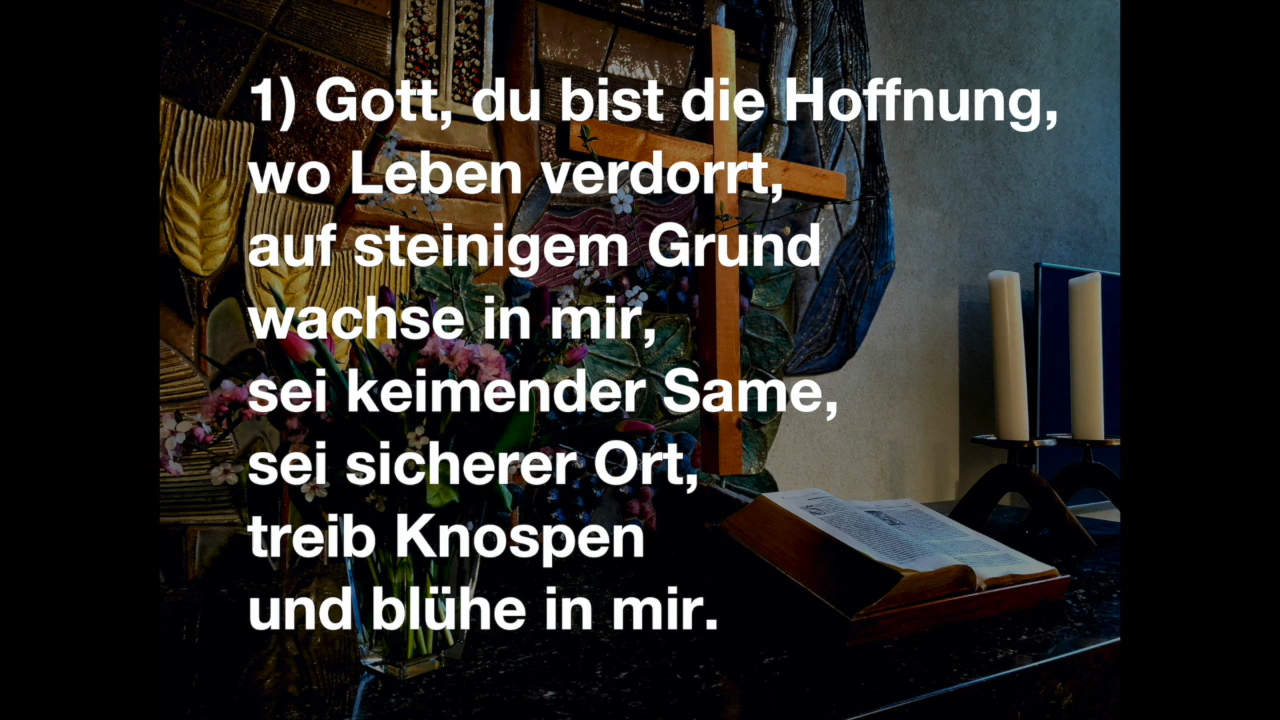 1) Gott, du bist die Hoffnung,
wo Leben verdorrt,
auf steinigem Grund
wachse in mir,
sei keimender Same,
sei sicherer Ort,
treib Knospen
und blühe in mir.